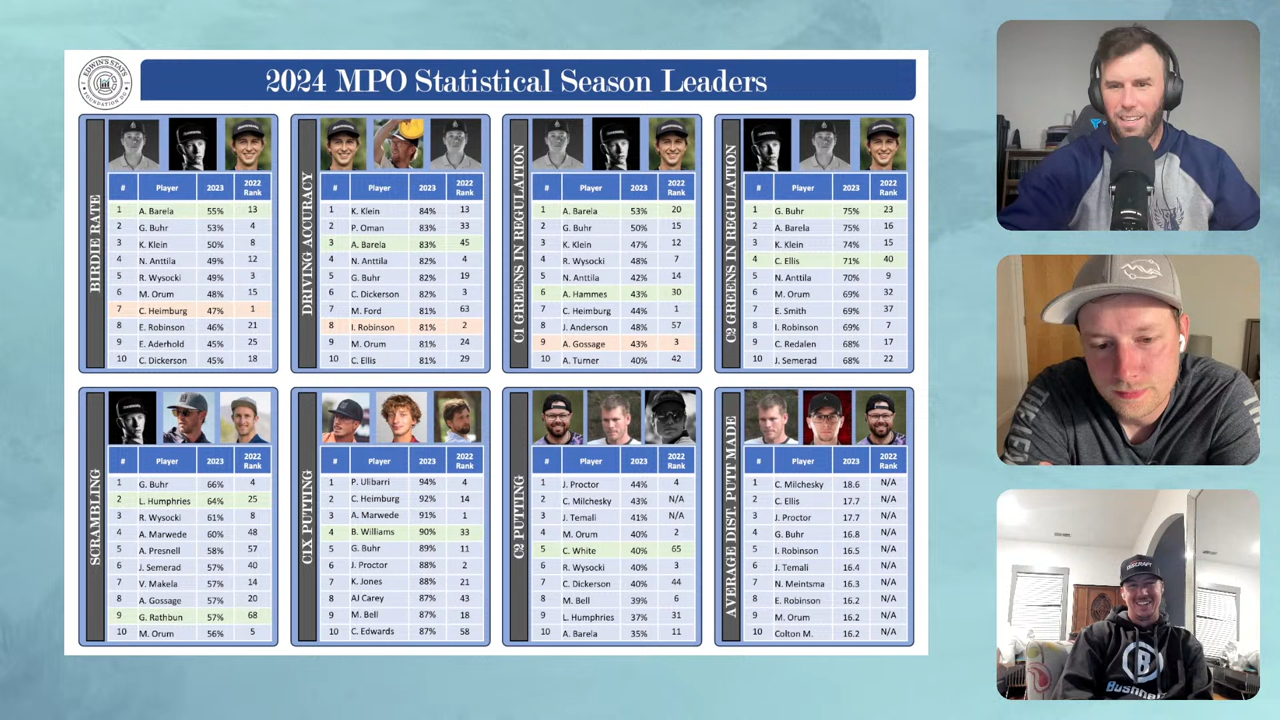 EDWIN'S STATS
FOUNDATION DG
2024 MPO Statistical Season Leaders
BIRDIE RATE
# Player 2023 2022 Rank
1 A. Barela 55% 13
2 G. Buhr 53% 4
3 K. Klein 50% 8
4 N. Anttila 49% 12
5 R. Wysocki 49% 3
6 M. Orum 48% 15
7 C. Heimburg 47% 1
8 E. Robinson 46% 21
9 E. Aderhold 45% 25
10 C. Dickerson 45% 18
DRIVING ACCURACY
# Player 2023 2022 Rank
1 K. Klein 84% 13
2 P. Oman 83% 33
3 A. Barela 83% 45
4 N. Anttila 82% 4
5 G. Buhr 82% 19
6 C. Dickerson 82% 3
7 M. Ford 81% 63
8 I. Robinson 81% 2
9 M. Orum 81% 24
10 C. Ellis 81% 29
C1 GREENS IN REGULATION
# Player 2023 2022 Rank
1 A. Barela 53% 20
2 G. Buhr 50% 15
3 K. Klein 47% 12
4 R. Wysocki 48% 7
5 N. Anttila 42% 14
6 A. Hammes 43% 30
7 C. Heimburg 44% 1
8 J. Anderson 48% 57
9 A. Gossage 43% 3
10 A. Turner 40% 42
C2 GREENS IN REGULATION
# Player 2023 2022 Rank
1 G. Buhr 75% 23
2 A. Barela 75% 16
3 K. Klein 74% 15
4 C. Ellis 71% 40
5 N. Anttila 70% 9
6 M. Orum 69% 32
7 E. Smith 69% 37
8 I. Robinson 69% 7
9 C. Redalen 68% 17
10 J. Semerad 68% 22
SCRAMBLING
# Player 2023 2022 Rank
1 G. Buhr 66% 4
2 L. Humphries 64% 25
3 R. Wysocki 61% 8
4 A. Marwede 60% 48
5 A. Presnell 58% 57
6 J. Semerad 57% 40
7 V. Makela 57% 14
8 A. Gossage 57% 20
9 G. Rathbun 57% 68
10 M. Orum 56% 5
C1X PUTTING
# Player 2023 2022 Rank
1 P. Ulibarri 94% 4
2 C. Heimburg 92% 14
3 A. Marwede 91% 1
4 B. Williams 90% 33
5 G. Buhr 89% 11
6 J. Proctor 88% 2
7 K. Jones 88% 21
8 AJ Carey 87% 43
9 M. Bell 87% 18
10 C. Edwards 87% 58
C2 PUTTING
# Player 2023 2022 Rank
1 J. Proctor 44% 4
2 C. Milchesky 43% N/A
3 J. Temali 41% N/A
4 M. Orum 40% 2
5 C. White 40% 65
6 R. Wysocki 40% 3
7 C. Dickerson 40% 44
8 M. Bell 39% 6
9 L. Humphries 37% 31
10 A. Barela 35% 11
AVERAGE DIST. PUTT MADE
# Player 2023 2022 Rank
1 C. Milchesky 18.6 N/A
2 C. Ellis 17.7 N/A
3 J. Proctor 17.7 N/A
4 G. Buhr 16.8 N/A
5 I. Robinson 16.5 N/A
6 J. Temali 16.4 N/A
7 N. Meintsma 16.3 N/A
8 E. Robinson 16.2 N/A
9 M. Orum 16.2 N/A
10 Colton M. 16.2 N/A
MVP
DISCRAFT
B